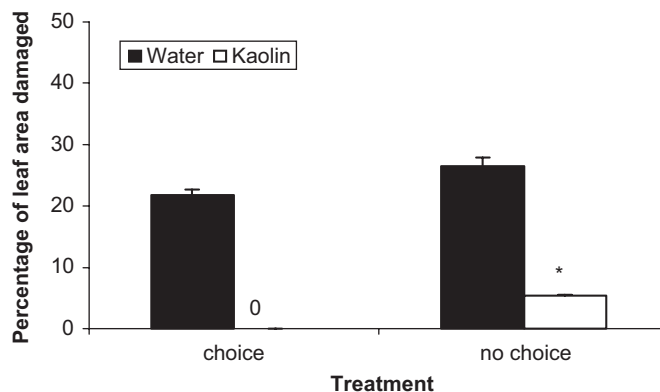 Percentage of leaf area damaged
50
40
30
20
10
0
Water Kaolin
0
*
choice
no choice
Treatment